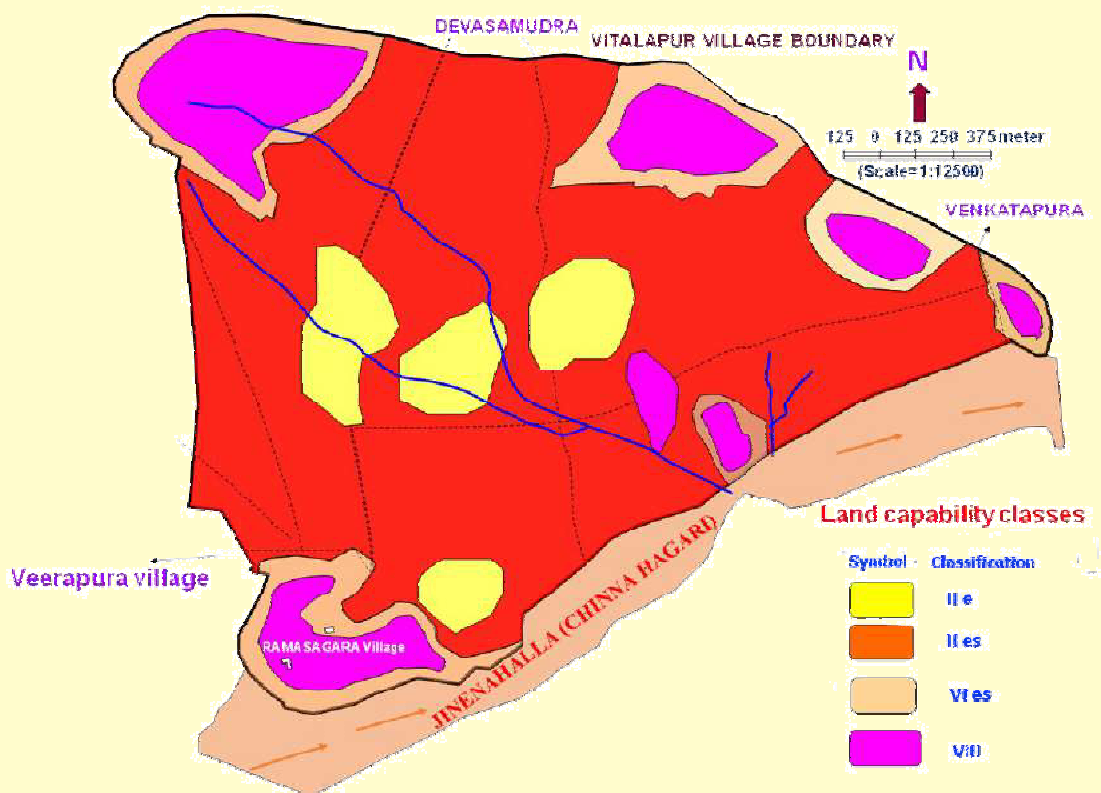 DEVASAMUDRA
VITALAPUR VILLAGE BOUNDARY
N
125 0 125 250 375 meter
(Scale=1:12500)
VENKATAPURA
Veerapura village
RAMASAGARA Village
JINENAHALLA (CHINNA HAGARI)
Land capability classes
Symbol - Classification
II e
II es
VI es